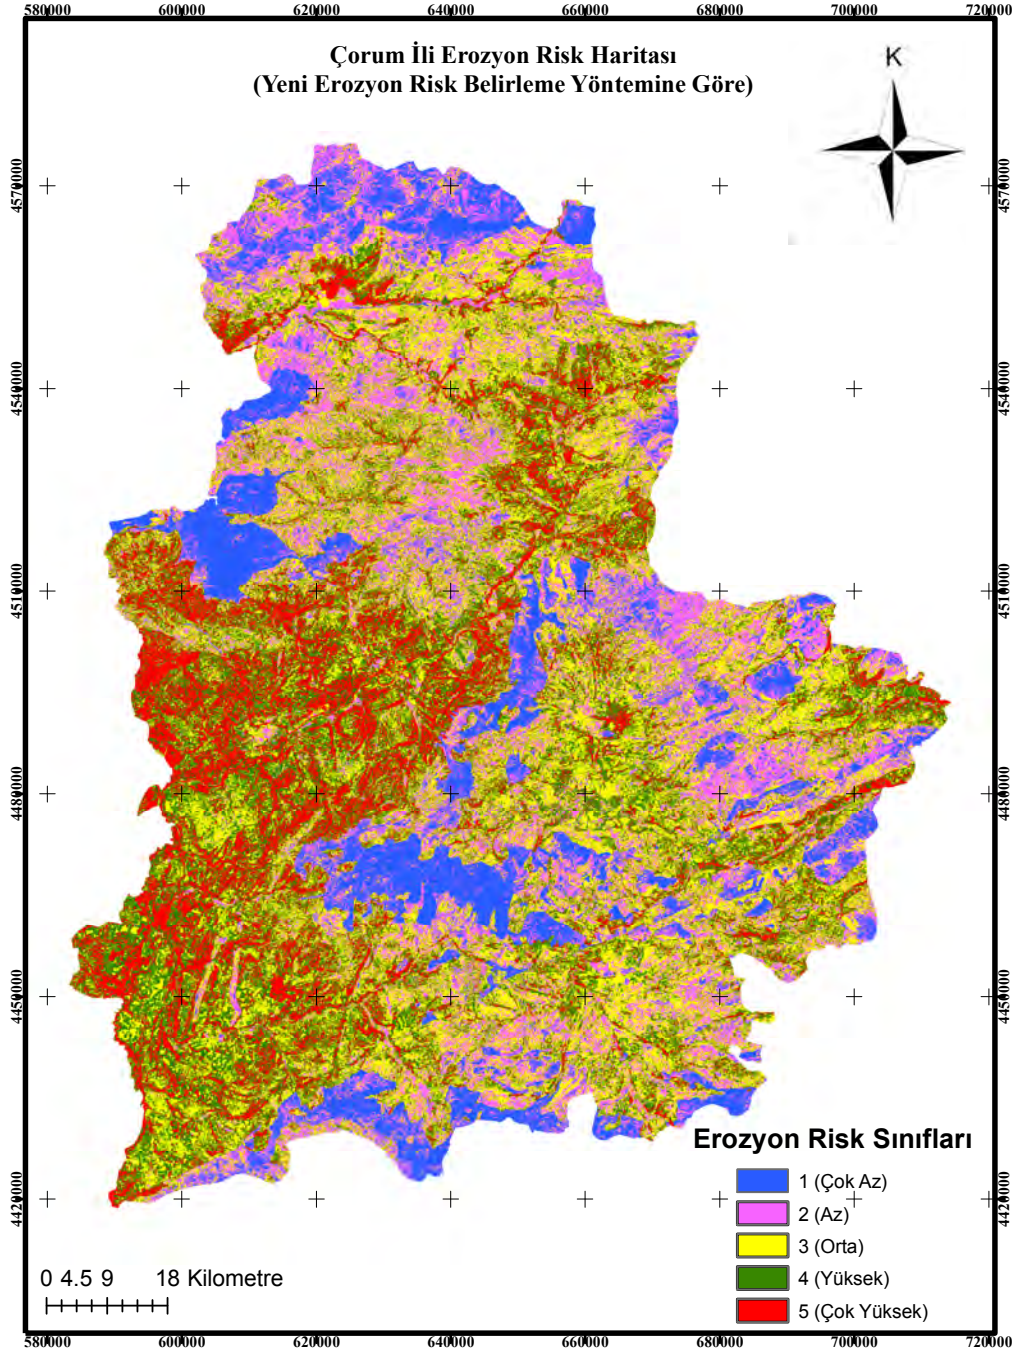 580000 600000 620000 640000 660000 680000 700000 720000
Çorum İli Erozyon Risk Haritası
(Yeni Erozyon Risk Belirleme Yöntemine Göre)
K
4570000 4570000
4540000 4540000
4510000 4510000
4480000 4480000
4450000 4450000
4420000 4420000
Erozyon Risk Sınıfları
1 (Çok Az)
2 (Az)
3 (Orta)
4 (Yüksek)
5 (Çok Yüksek)
0 4.5 9 18 Kilometre
580000 600000 620000 640000 660000 680000 700000 720000